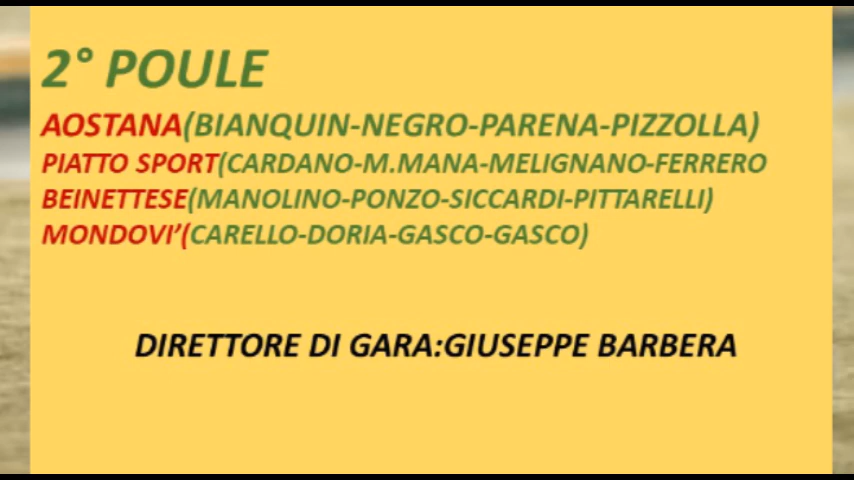 2° POULE
AOSTANA(BIANQUIN-NEGRO-PARENA-PIZZOLLA)
PIATTO SPORT(CARDANO-M.MANA-MELIGNANO-FERRERO
BEINETTESE(MANOLINO-PONZO-SICCARDI-PITTARELLI)
MONDOVI’(CARELLO-DORIA-GASCO-GASCO)
DIRETTORE DI GARA:GIUSEPPE BARBERA